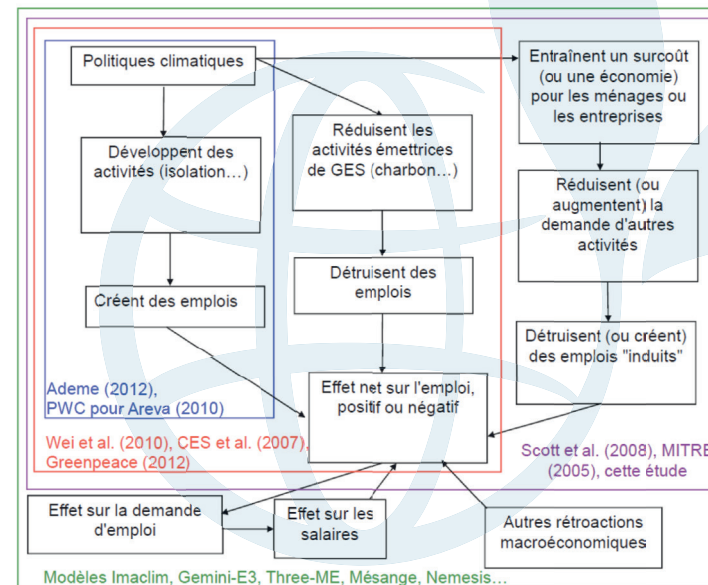 Politiques climatiques
Entraînent un surcoût
(ou une économie)
pour les ménages ou
les entreprises
Développent des
activités (isolation…)
Réduisent les
activités émettrices
de GES (charbon…)
Réduisent (ou
augmentent) la
demande d'autres
activités
Créent des emplois
Détruisent des
emplois
Détruisent (ou créent)
des emplois "induits"
Effet net sur l'emploi,
positif ou négatif
Ademe (2012),
PWC pour Areva (2010)
Wei et al. (2010), CES et al. (2007),
Greenpeace (2012)
Scott et al. (2008), MITRE
(2005), cette étude
Effet sur la demande
d'emploi
Effet sur les
salaires
Autres rétroactions
macroéconomiques
Modèles Imaclim, Gemini-E3, Three-ME, Mésange, Nemesis…